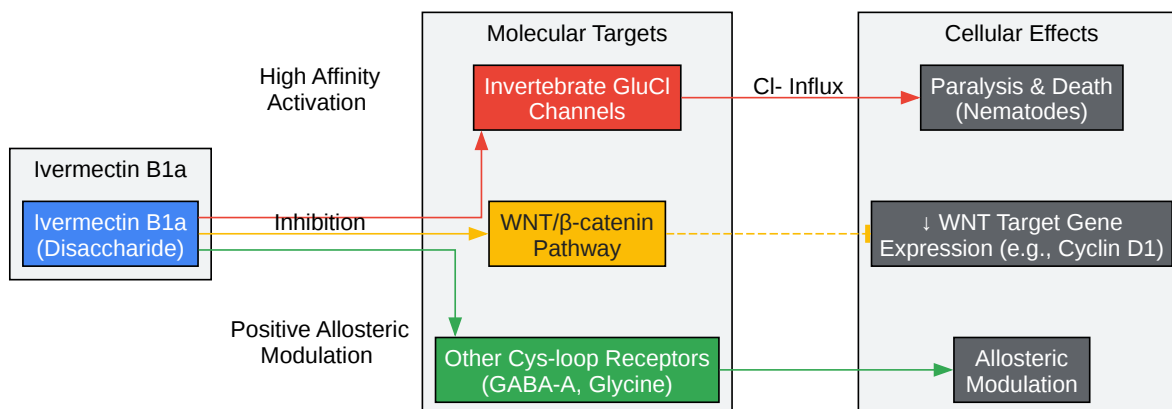 Molecular Targets
Cellular Effects
High Affinity
Activation
Invertebrate GluCl
Channels
Cl- Influx
Paralysis & Death
(Nematodes)
Ivermectin B1a
Ivermectin B1a
(Disaccharide)
Inhibition
WNT/β-catenin
Pathway
↓ WNT Target Gene
Expression (e.g., Cyclin D1)
Positive Allosteric
Modulation
Other Cys-loop Receptors
(GABA-A, Glycine)
Allosteric
Modulation